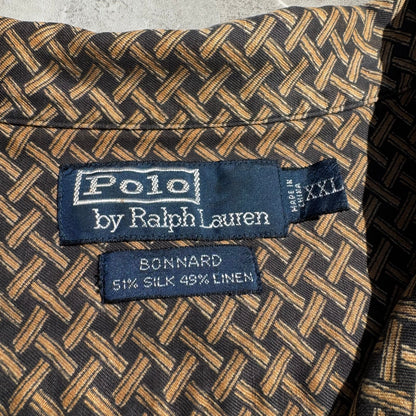 Polo
by Ralph Lauren
MADE IN
CHINA
XXL
BONNARD
51% SILK 49% LINEN